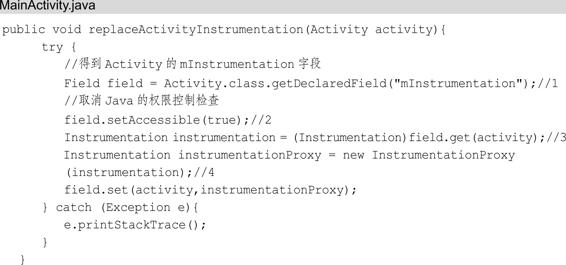 MainActivity.java
public void replaceActivityInstrumentation(Activity activity){
try {
//得到 Activity 的 mInstrumentation 字段
Field field = Activity.class.getDeclaredField("mInstrumentation");//1
//取消 Java 的权限控制检查
field.setAccessible(true);//2
Instrumentation instrumentation = (Instrumentation)field.get(activity);//3
Instrumentation instrumentationProxy = new InstrumentationProxy
(instrumentation);//4
field.set(activity,instrumentationProxy);
} catch (Exception e){
e.printStackTrace();
}
}